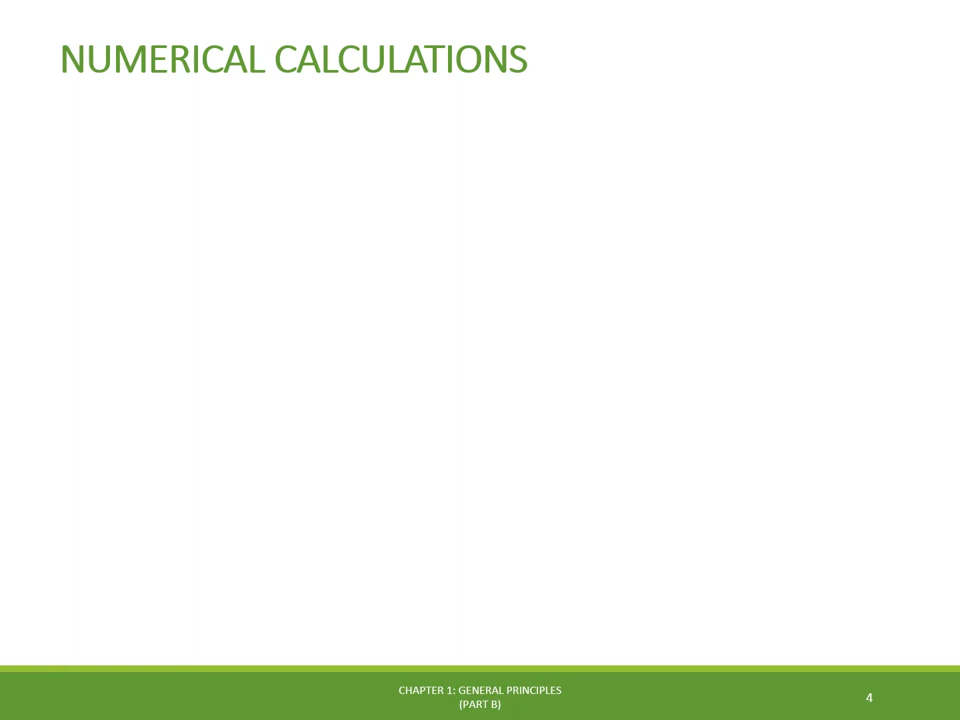 NUMERICAL CALCULATIONS
CHAPTER 1: GENERAL PRINCIPLES
(PART B)
4